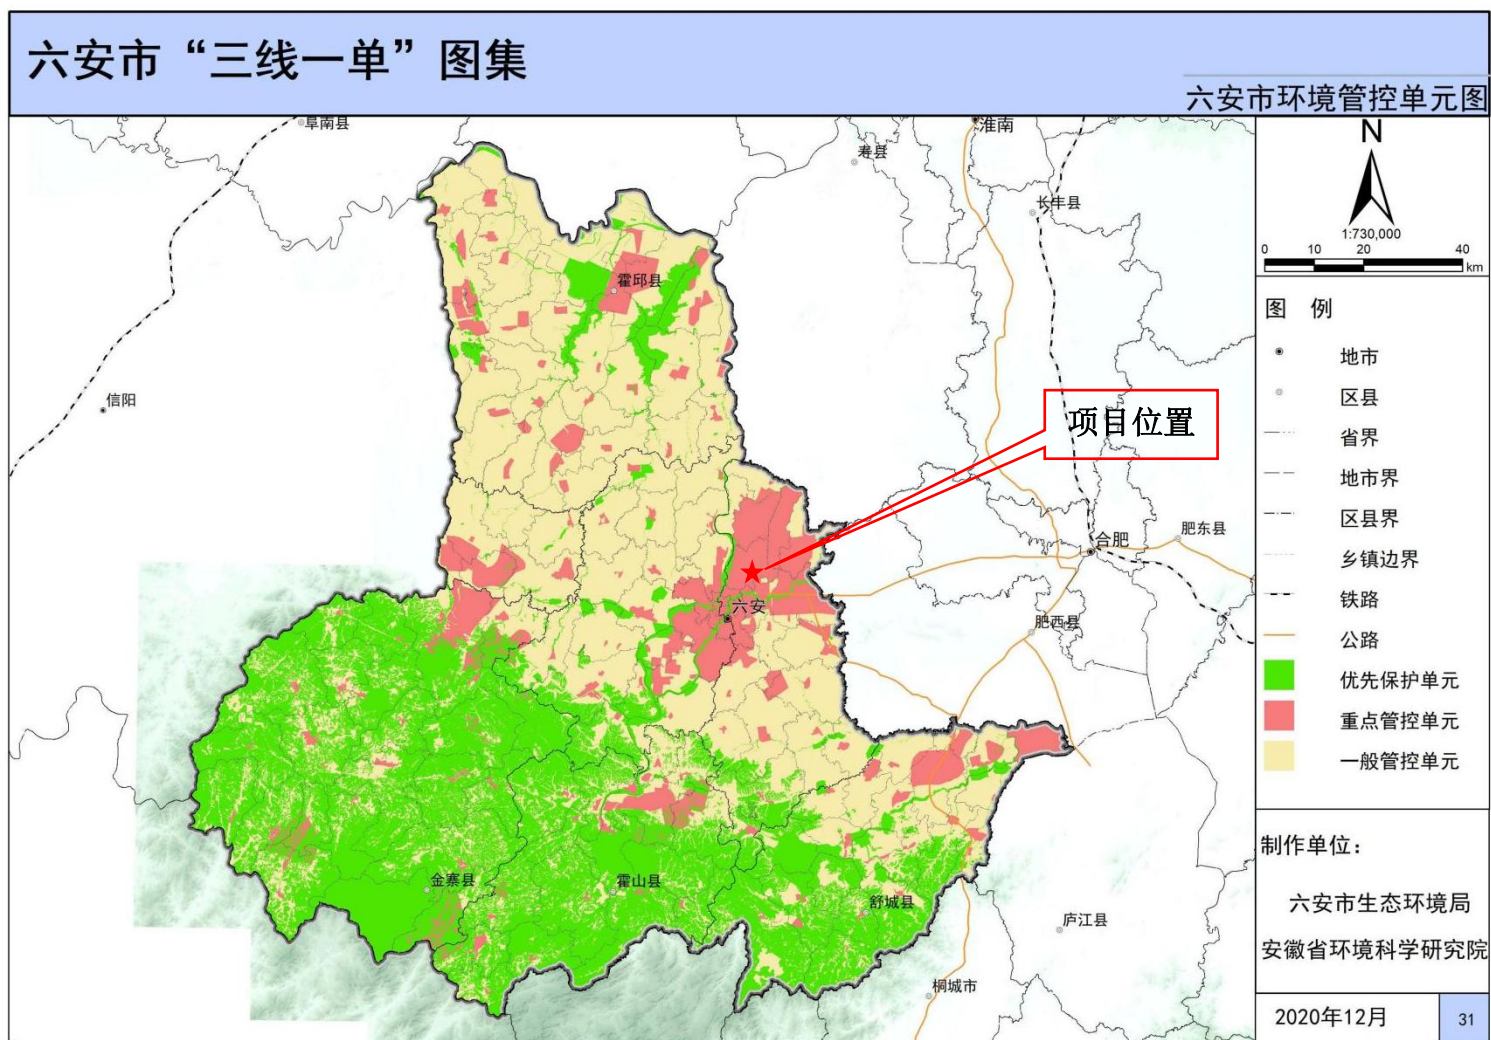 六安市“三线一单”图集
六安市环境管控单元图
阜南县
淮南
寿县
长丰县
霍邱县
信阳
项目位置
合肥
肥东县
六安
肥西县
金寨县
霍山县
舒城县
庐江县
桐城市
N
1:730,000
0 10 20 40
km
图 例
地市
区县
省界
地市界
区县界
乡镇边界
铁路
公路
优先保护单元
重点管控单元
一般管控单元
制作单位：
六安市生态环境局
安徽省环境科学研究院
2020年12月
31